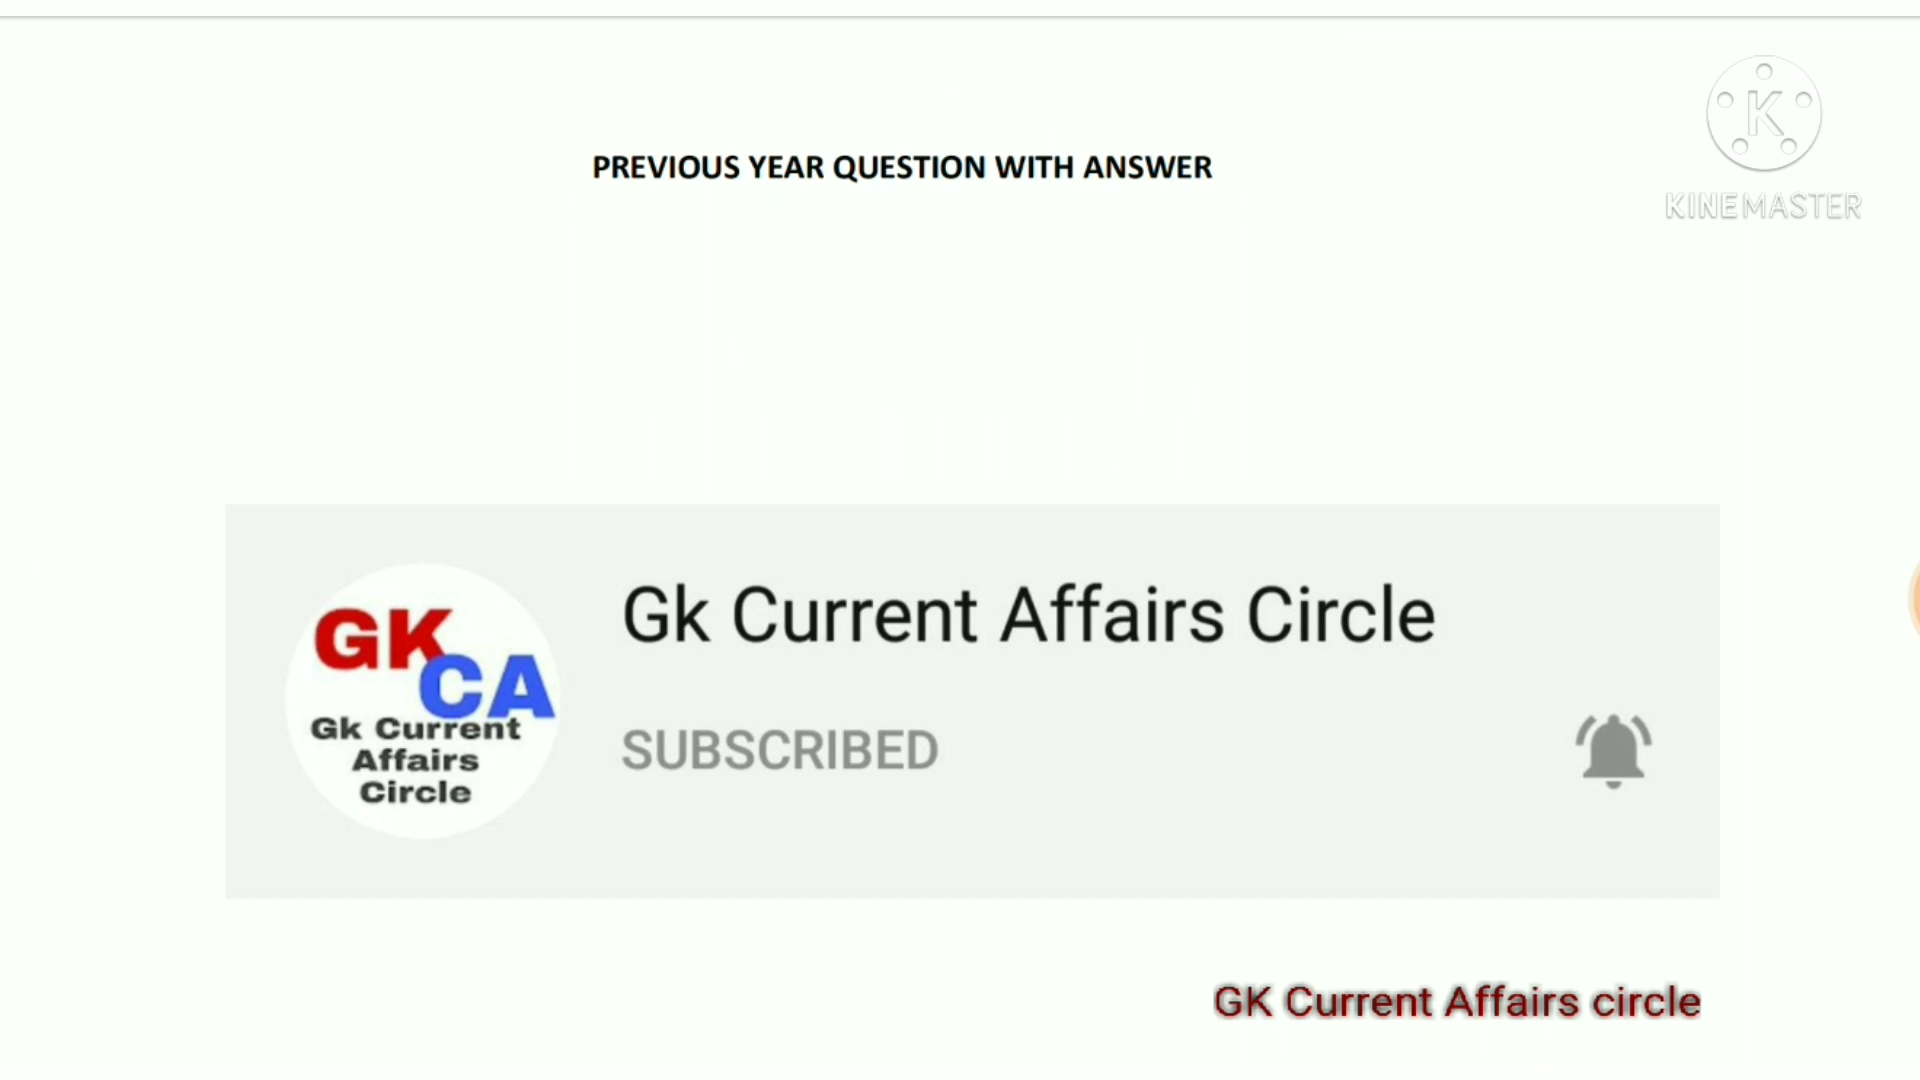 K
KINEMASTER
PREVIOUS YEAR QUESTION WITH ANSWER
GK
CA
Gk Current
Affairs
Circle
Gk Current Affairs Circle
SUBSCRIBED
GK Current Affairs circle